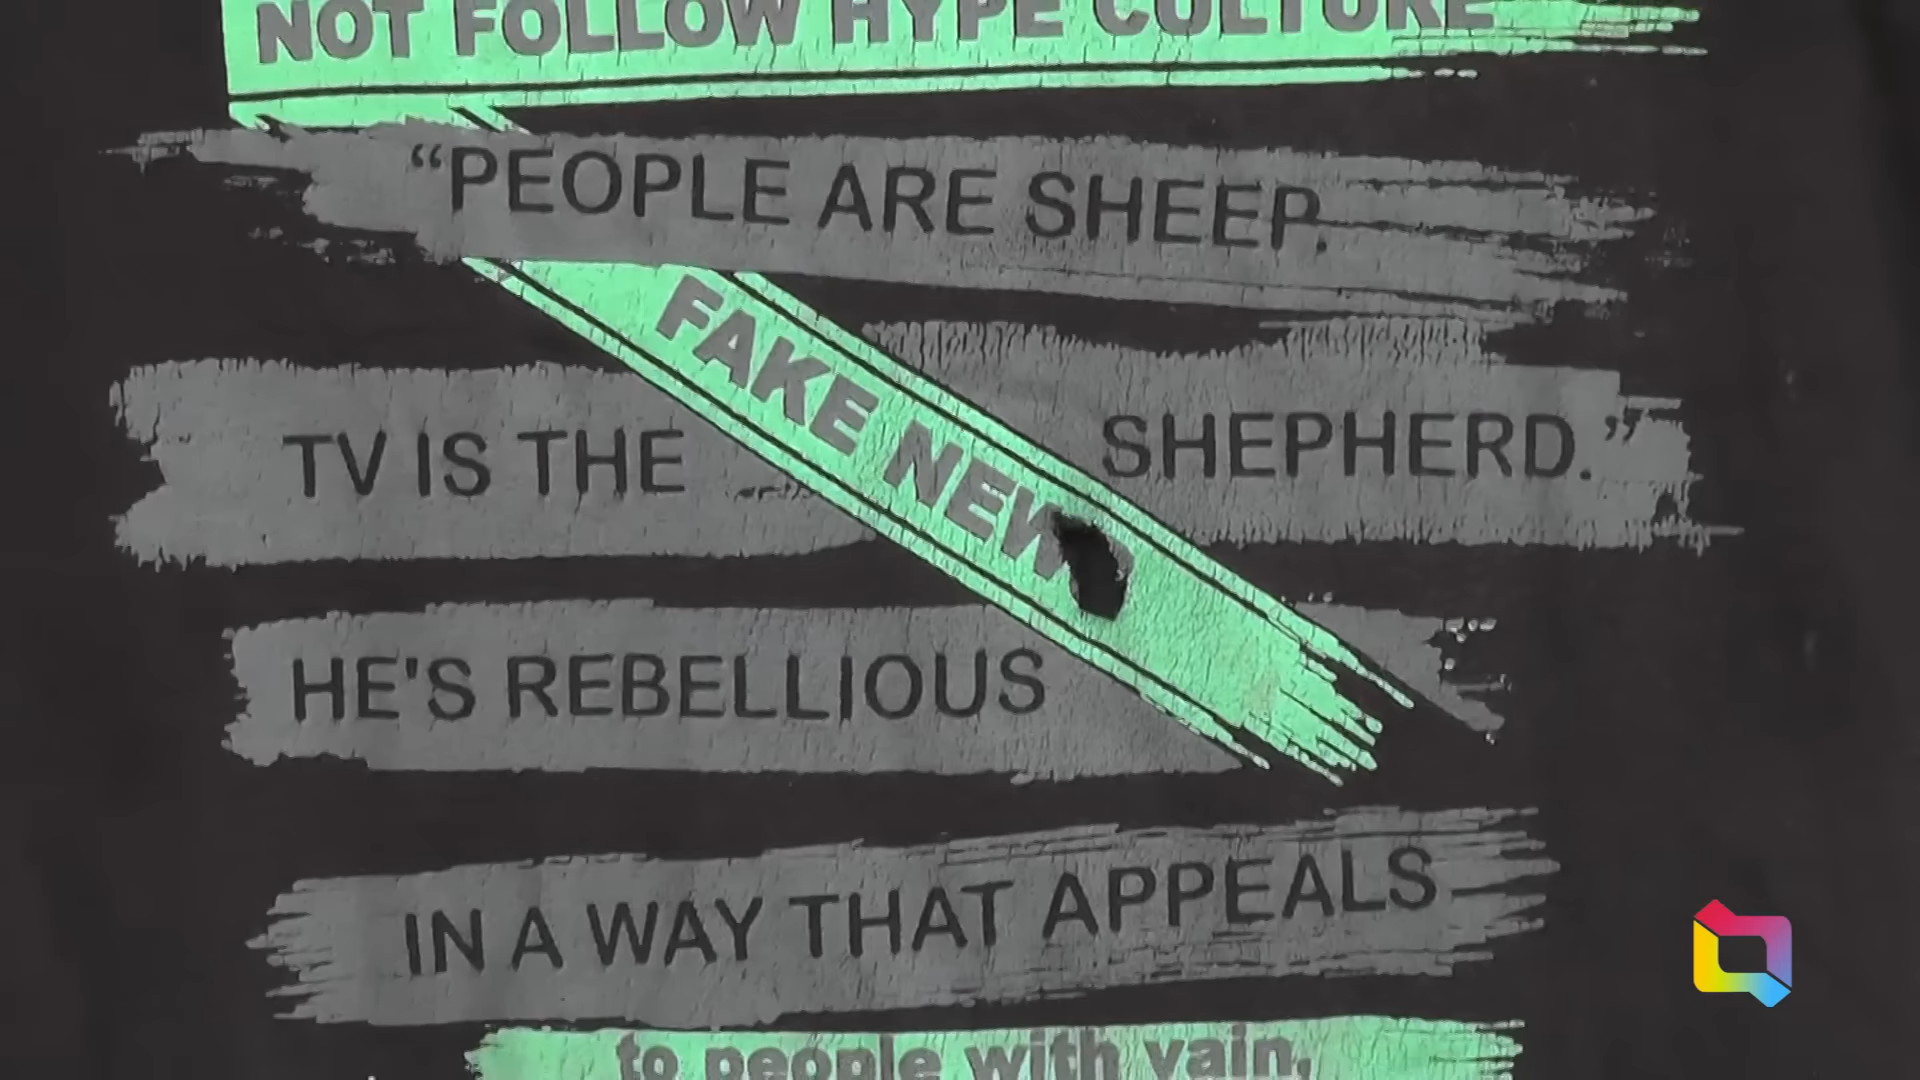 NOT FOLLOW HYPE CULTURE
“PEOPLE ARE SHEEP.
FAKE NEW
TV IS THE SHEPHERD.”
HE'S REBELLIOUS
IN A WAY THAT APPEALS
to people with vain,